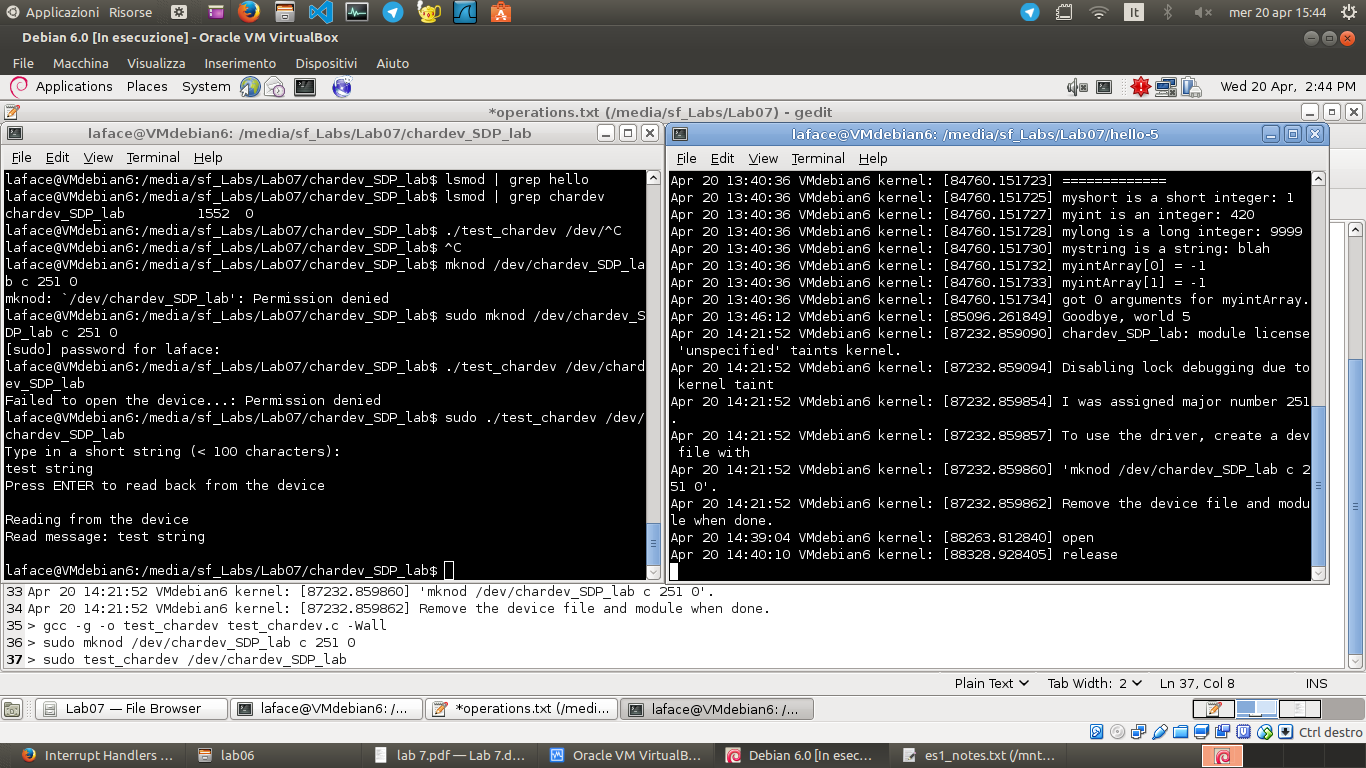 Applicazioni Risorse It mer 20 apr 15:44
Debian 6.0 [In esecuzione] - Oracle VM VirtualBox
File Macchina Visualizza Inserimento Dispositivi Aiuto
Applications Places System Wed 20 Apr, 2:44 PM
*operations.txt (/media/sf_Labs/Lab07) - gedit
laface@VMdebian6: /media/sf_Labs/Lab07/chardev_SDP_lab
File Edit View Terminal Help
laface@VMdebian6:/media/sf_Labs/Lab07/chardev_SDP_lab$ lsmod | grep hello
laface@VMdebian6:/media/sf_Labs/Lab07/chardev_SDP_lab$ lsmod | grep chardev
chardev_SDP_lab         1552  0
laface@VMdebian6:/media/sf_Labs/Lab07/chardev_SDP_lab$ ./test_chardev /dev/^C
laface@VMdebian6:/media/sf_Labs/Lab07/chardev_SDP_lab$ ^C
laface@VMdebian6:/media/sf_Labs/Lab07/chardev_SDP_lab$ mknod /dev/chardev_SDP_la
b c 251 0
mknod: `/dev/chardev_SDP_lab': Permission denied
laface@VMdebian6:/media/sf_Labs/Lab07/chardev_SDP_lab$ sudo mknod /dev/chardev_S
DP_lab c 251 0
[sudo] password for laface:
laface@VMdebian6:/media/sf_Labs/Lab07/chardev_SDP_lab$ ./test_chardev /dev/chard
ev_SDP_lab
Failed to open the device...: Permission denied
laface@VMdebian6:/media/sf_Labs/Lab07/chardev_SDP_lab$ sudo ./test_chardev /dev/
chardev_SDP_lab
Type in a short string (< 100 characters):
test string
Press ENTER to read back from the device
Reading from the device
Read message: test string
laface@VMdebian6:/media/sf_Labs/Lab07/chardev_SDP_lab$
laface@VMdebian6: /media/sf_Labs/Lab07/hello-5
File Edit View Terminal Help
Apr 20 13:40:36 VMdebian6 kernel: [84760.151723] =============
Apr 20 13:40:36 VMdebian6 kernel: [84760.151725] myshort is a short integer: 1
Apr 20 13:40:36 VMdebian6 kernel: [84760.151727] myint is an integer: 420
Apr 20 13:40:36 VMdebian6 kernel: [84760.151728] mylong is a long integer: 9999
Apr 20 13:40:36 VMdebian6 kernel: [84760.151730] mystring is a string: blah
Apr 20 13:40:36 VMdebian6 kernel: [84760.151732] myintArray[0] = -1
Apr 20 13:40:36 VMdebian6 kernel: [84760.151733] myintArray[1] = -1
Apr 20 13:40:36 VMdebian6 kernel: [84760.151734] got 0 arguments for myintArray.
Apr 20 13:46:12 VMdebian6 kernel: [85096.261849] Goodbye, world 5
Apr 20 14:21:52 VMdebian6 kernel: [87232.859090] chardev_SDP_lab: module license
 'unspecified' taints kernel.
Apr 20 14:21:52 VMdebian6 kernel: [87232.859094] Disabling lock debugging due to
 kernel taint
Apr 20 14:21:52 VMdebian6 kernel: [87232.859854] I was assigned major number 251
.
Apr 20 14:21:52 VMdebian6 kernel: [87232.859857] To use the driver, create a dev
 file with
Apr 20 14:21:52 VMdebian6 kernel: [87232.859860] 'mknod /dev/chardev_SDP_lab c 2
51 0'.
Apr 20 14:21:52 VMdebian6 kernel: [87232.859862] Remove the device file and modu
le when done.
Apr 20 14:39:04 VMdebian6 kernel: [88263.812840] open
Apr 20 14:40:10 VMdebian6 kernel: [88328.928405] release
33 Apr 20 14:21:52 VMdebian6 kernel: [87232.859860] 'mknod /dev/chardev_SDP_lab c 251 0'.
34 Apr 20 14:21:52 VMdebian6 kernel: [87232.859862] Remove the device file and module when done.
35 > gcc -g -o test_chardev test_chardev.c -Wall
36 > sudo mknod /dev/chardev_SDP_lab c 251 0
37 > sudo test_chardev /dev/chardev_SDP_lab
Plain Text Tab Width: 2 Ln 37, Col 8 INS
Lab07 — File Browser laface@VMdebian6: /... *operations.txt (/medi... laface@VMdebian6: /...
Ctrl destro
Interrupt Handlers ... lab06 lab 7.pdf — Lab 7.d... Oracle VM VirtualB... Debian 6.0 [In esec... es1_notes.txt (/mnt...